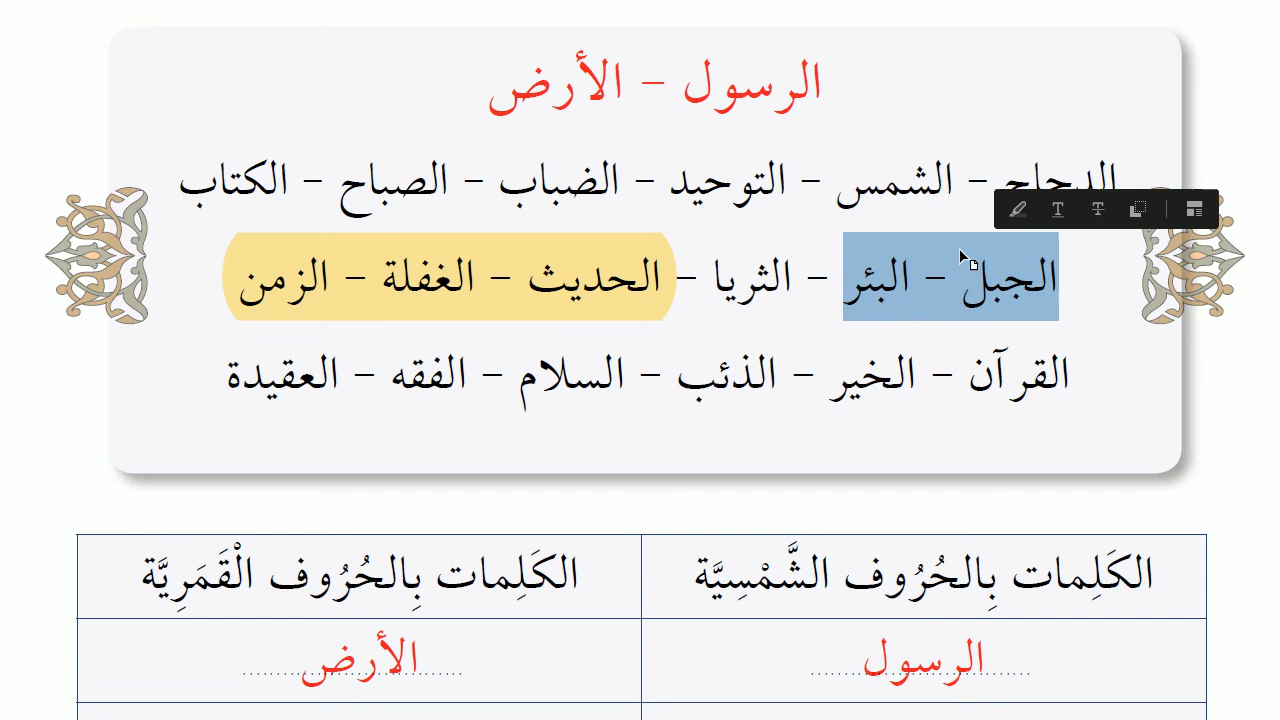 الرسول – الأرض
الدجاج – الشمس – التوحيد – الضباب – الصباح – الكتاب
الجبل – البئر – الثريا – الحديث – الغفلة – الزمن
القرآن – الخير – الذئب – السلام – الفقه – العقيدة
الكَلِمات بِالحُرُوف الشَّمْسِيَّة
الكَلِمات بِالحُرُوف الْقَمَرِيَّة
الرسول
الأرض